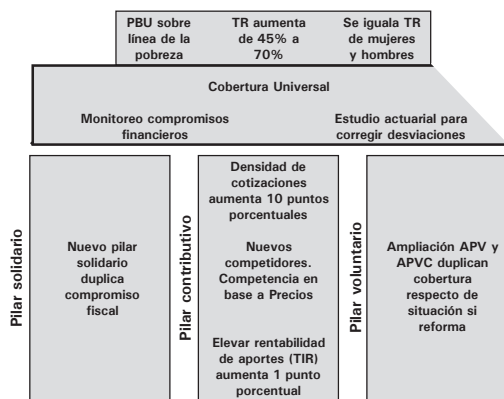 PBU sobre
línea de la
pobreza
TR aumenta
de 45% a
70%
Se iguala TR
de mujeres
y hombres
Cobertura Universal
Monitoreo compromisos
financieros
Estudio actuarial para
corregir desviaciones
Pilar solidario
Nuevo pilar
solidario
duplica
compromiso
fiscal
Pilar contributivo
Densidad de
cotizaciones
aumenta 10 puntos
porcentuales
Nuevos
competidores.
Competencia en
base a Precios
Elevar rentabilidad
de aportes (TIR)
aumenta 1 punto
porcentual
Pilar voluntario
Ampliación APV y
APVC duplican
cobertura
respecto de
situación si
reforma